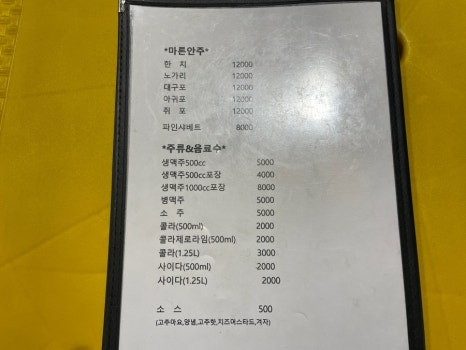 *마른안주*
한 치 12000
노가리 12000
대구포 12000
아귀포 12000
쥐 포 12000
파인샤베트 8000
*주류&음료수*
생맥주500cc 5000
생맥주500cc포장 4000
생맥주1000cc포장 8000
병맥주 5000
소 주 5000
콜라(500ml) 2000
콜라제로라임(500ml) 2000
콜라(1.25L) 3000
사이다(500ml) 2000
사이다(1.25L) 2000
소 스 500
(고추마요,양념,고추핫,치즈머스타드,겨자)